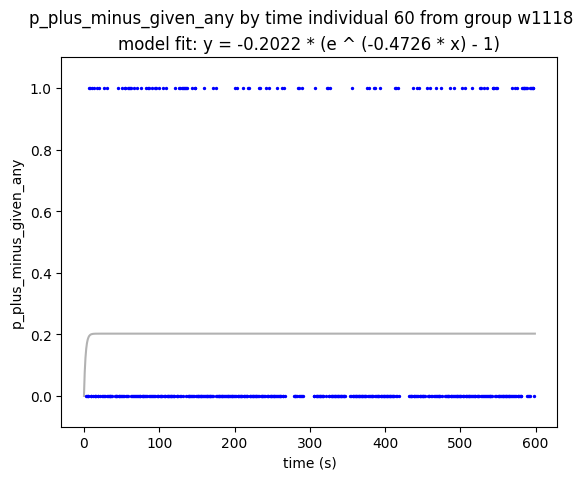 p_plus_minus_given_any by time individual 60 from group w1118
model fit: y = -0.2022 * (e ^ (-0.4726 * x) - 1)
1.0
0.8
0.6
0.4
0.2
0.0
p_plus_minus_given_any
0 100 200 300 400 500 600
time (s)